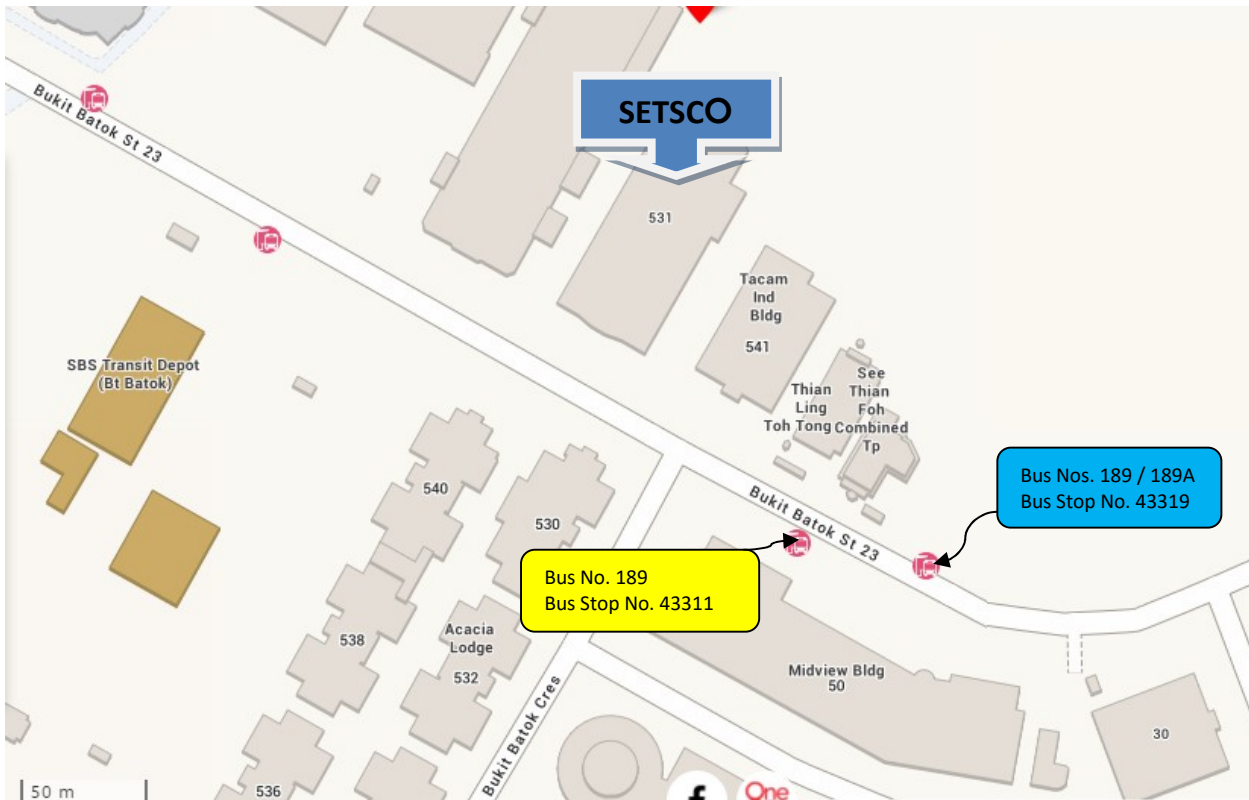 Bukit Batok St 23
SETSCO
531
Tacam
Ind
Bldg
541
SBS Transit Depot
(Bt Batok)
Thian
Ling
Toh Tong
See
Thian
Foh
Combined
Tp
Bus Nos. 189 / 189A
Bus Stop No. 43319
540
530
Bukit Batok St 23
Bus No. 189
Bus Stop No. 43311
538
Acacia
Lodge
532
Midview Bldg
50
Bukit Batok Cres
30
536
50 m
f
One